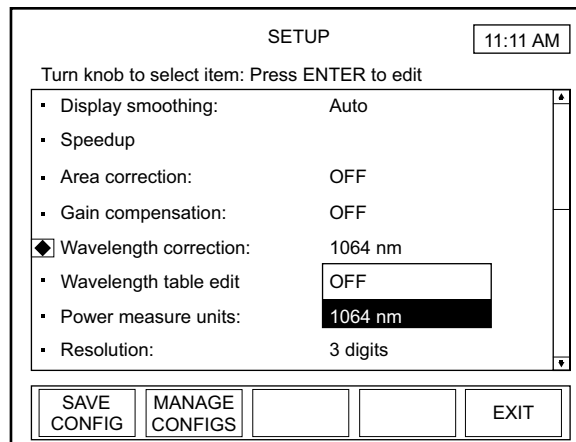 SETUP
11:11 AM
Turn knob to select item: Press ENTER to edit
Display smoothing: Auto
Speedup
Area correction: OFF
Gain compensation: OFF
Wavelength correction: 1064 nm
Wavelength table edit OFF
Power measure units: 1064 nm
Resolution: 3 digits
SAVE CONFIG
MANAGE CONFIGS
EXIT